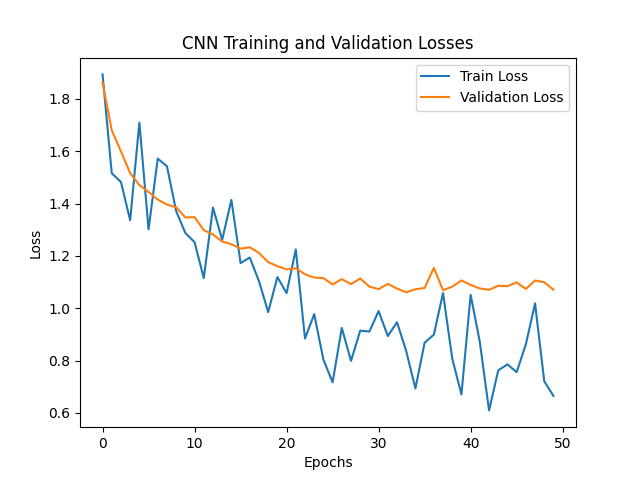 CNN Training and Validation Losses
Train Loss
Validation Loss
1.8
1.6
1.4
1.2
1.0
0.8
0.6
Loss
0 10 20 30 40 50
Epochs